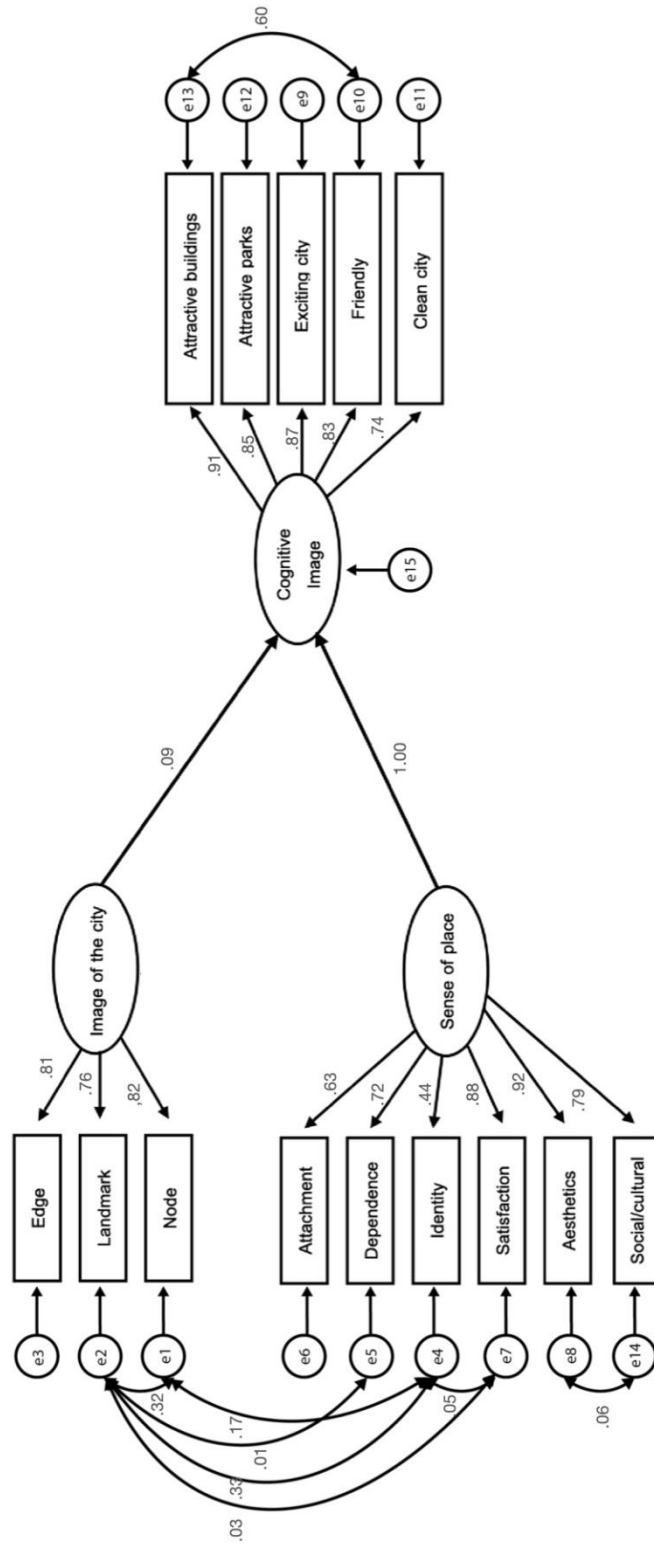 e3
Edge
.81
e2
Landmark
.76
Image of the city
e1
Node
,82
.32
.09
.17
.01
.33
.03
e6
Attachment
.63
e5
Dependence
.72
e4
Identity
.44
Sense of place
.05
e7
Satisfaction
.88
e8
Aesthetics
.92
.06
e14
Social/cultural
.79
1.00
Cognitive
Image
e15
.91
Attractive buildings
e13
.85
Attractive parks
e12
.60
.87
Exciting city
e9
.83
Friendly
e10
.74
Clean city
e11